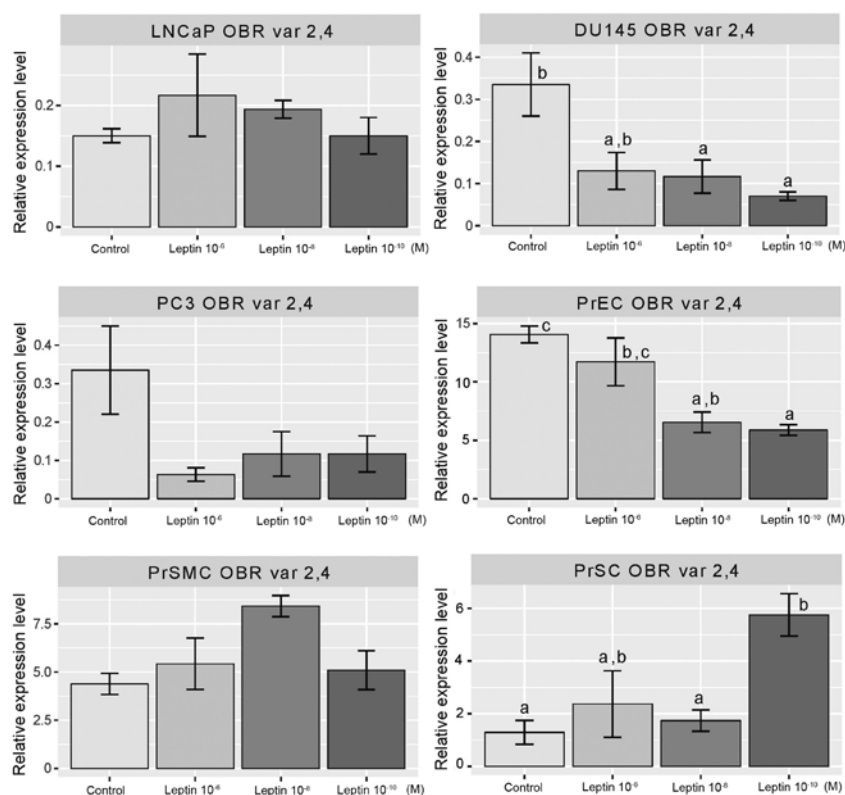 LNCaP OBR var 2,4
Relative expression level
0.2
0.1
0
Control Leptin 10⁻⁶ Leptin 10⁻⁸ Leptin 10⁻¹⁰ (M)
DU145 OBR var 2,4
Relative expression level
0.4
0.3
0.2
0.1
0
b
a,b
a
a
Control Leptin 10⁻⁶ Leptin 10⁻⁸ Leptin 10⁻¹⁰ (M)
PC3 OBR var 2,4
Relative expression level
0.4
0.3
0.2
0.1
0
Control Leptin 10⁻⁶ Leptin 10⁻⁸ Leptin 10⁻¹⁰ (M)
PrEC OBR var 2,4
Relative expression level
15
10
5
0
c
b,c
a,b
a
Control Leptin 10⁻⁶ Leptin 10⁻⁸ Leptin 10⁻¹⁰ (M)
PrSMC OBR var 2,4
Relative expression level
7.5
5.0
2.5
0
Control Leptin 10⁻⁶ Leptin 10⁻⁸ Leptin 10⁻¹⁰ (M)
PrSC OBR var 2,4
Relative expression level
6
4
2
0
a
a,b
a
b
Control Leptin 10⁻⁶ Leptin 10⁻⁸ Leptin 10⁻¹⁰ (M)